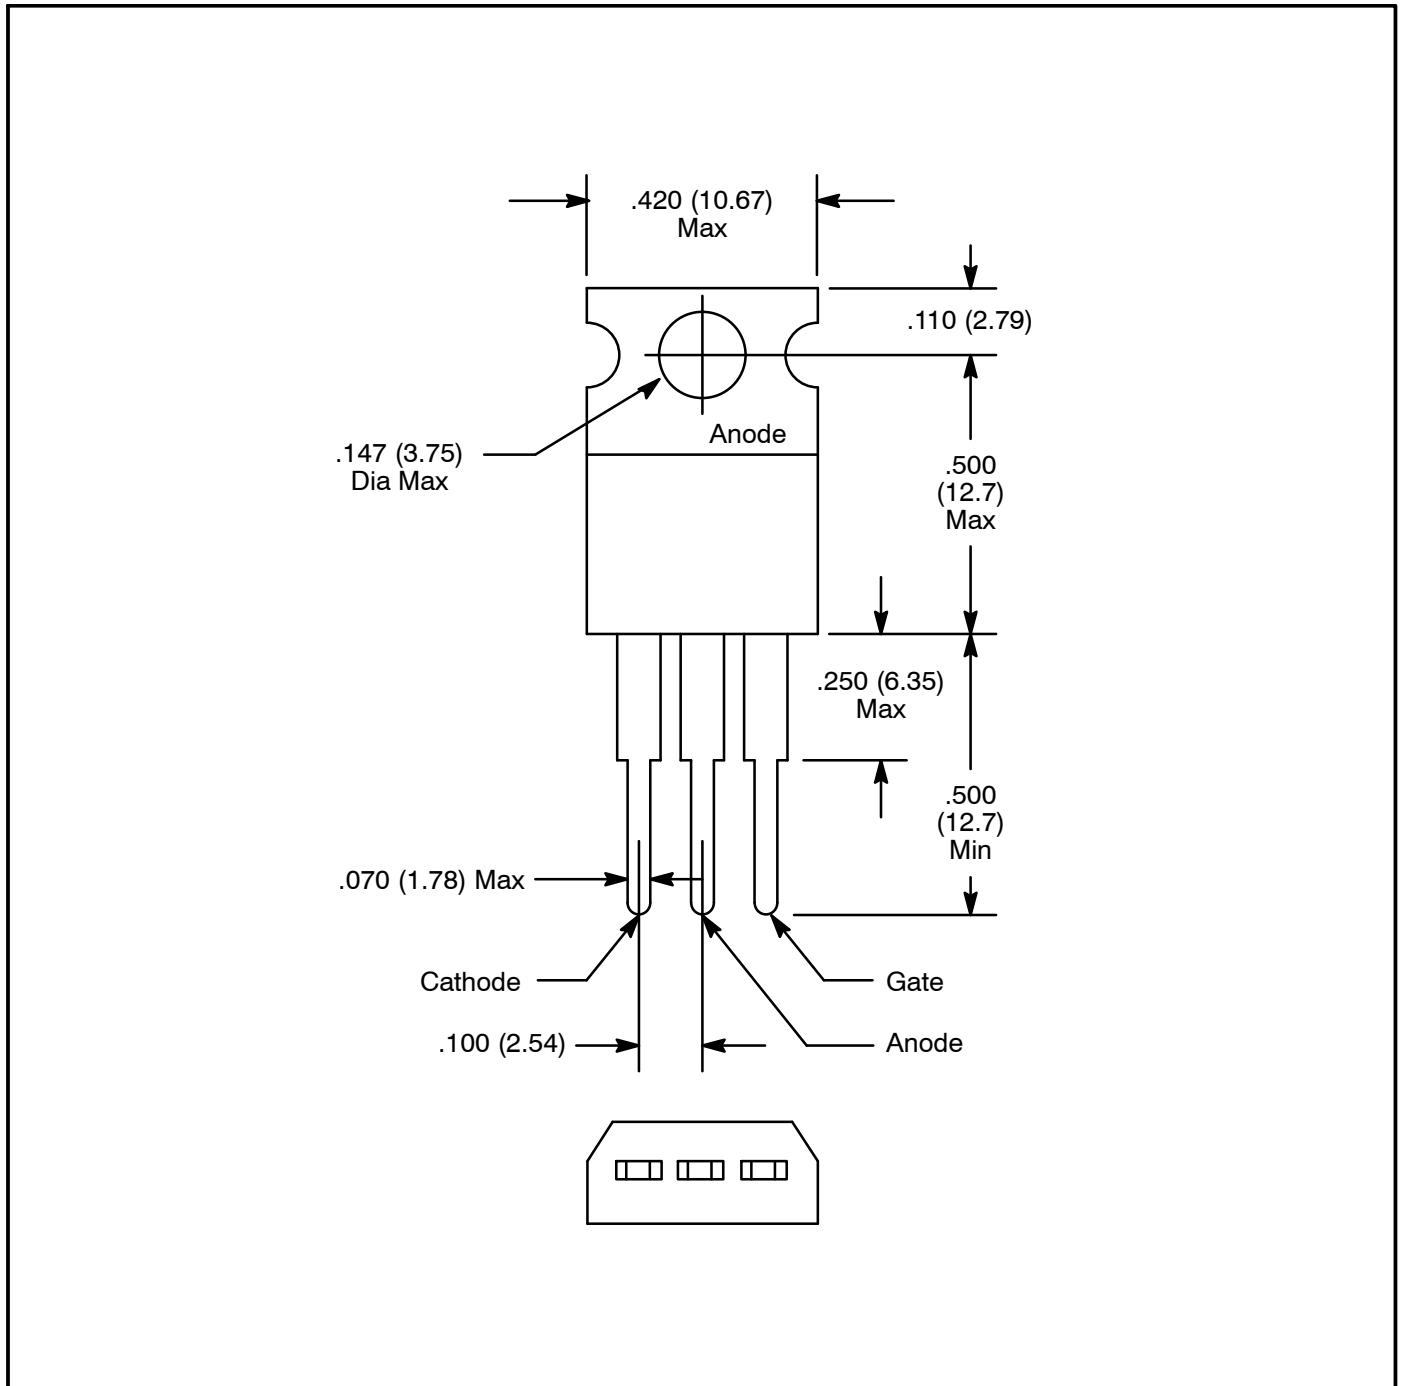 .420 (10.67)
Max
.110 (2.79)
Anode
.147 (3.75)
Dia Max
.500
(12.7)
Max
.250 (6.35)
Max
.500
(12.7)
Min
.070 (1.78) Max
Cathode
Gate
.100 (2.54)
Anode